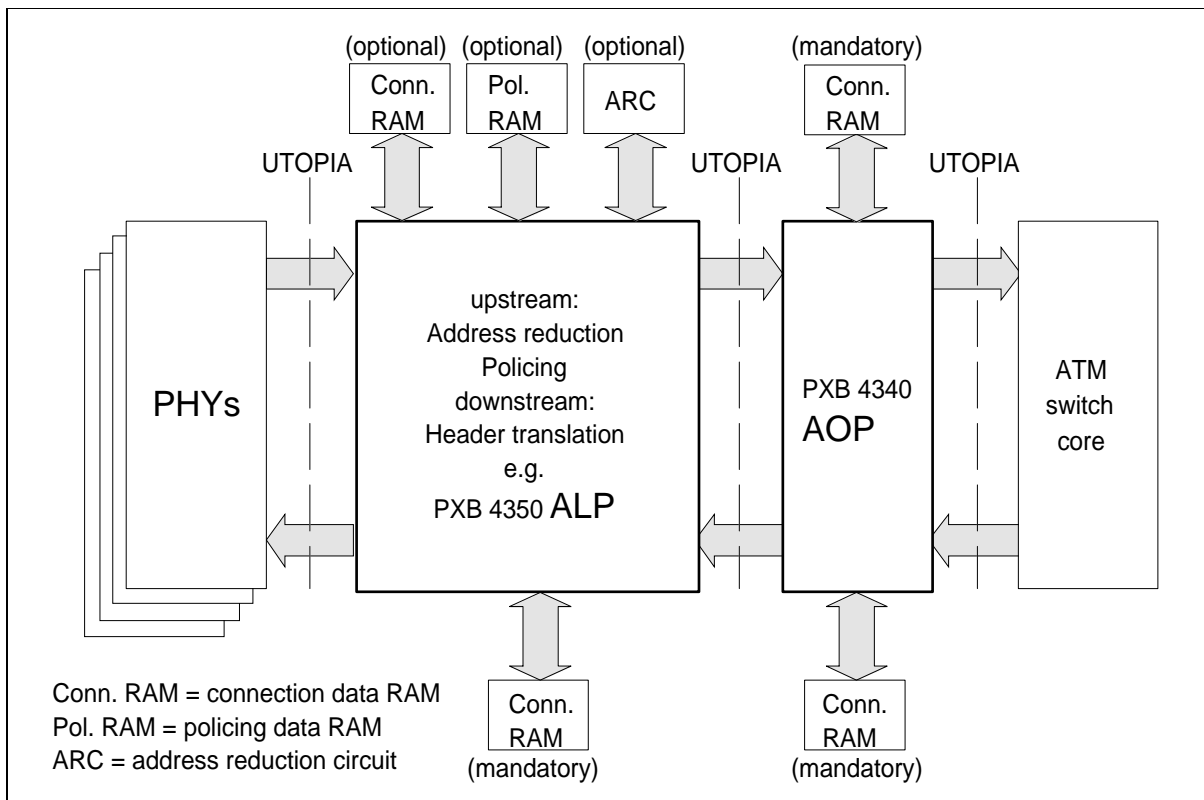 (optional) (optional) (optional) (mandatory)
Conn.
RAM
Pol.
RAM
ARC
Conn.
RAM
UTOPIA UTOPIA UTOPIA
PHYs
upstream:
Address reduction
Policing
downstream:
Header translation
e.g.
PXB 4350 ALP
PXB 4340
AOP
ATM
switch
core
Conn.
RAM
(mandatory)
Conn.
RAM
(mandatory)
Conn. RAM = connection data RAM
Pol. RAM = policing data RAM
ARC = address reduction circuit